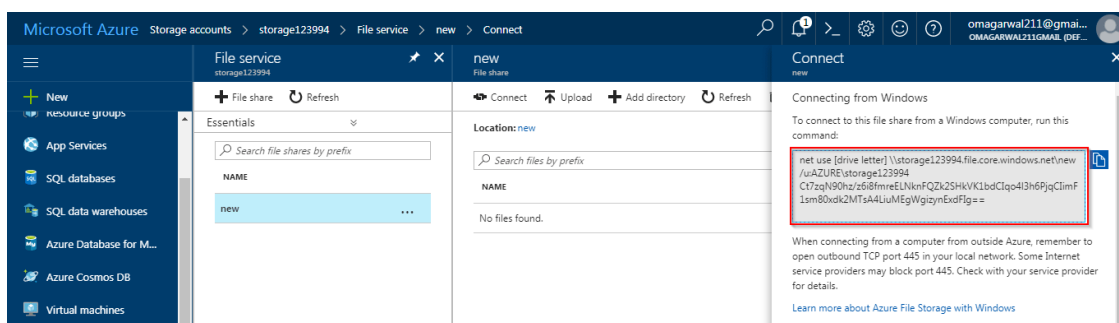 Microsoft Azure Storage accounts > storage123994 > File service > new > Connect
1
omagarwal211@gmai...
OMAGARWAL211GMAIL (DEF...
New
Resource groups
App Services
SQL databases
SQL data warehouses
Azure Database for M...
Azure Cosmos DB
Virtual machines
File service
storage123994
File share Refresh
Essentials
Search file shares by prefix
NAME
new ...
new
File share
Connect Upload Add directory Refresh
Location: new
Search files by prefix
NAME
No files found.
Connect
new
Connecting from Windows
To connect to this file share from a Windows computer, run this
command:
net use [drive letter] \\storage123994.file.core.windows.net\new
/u:AZURE\storage123994
When connecting from a computer from outside Azure, remember to
open outbound TCP port 445 in your local network. Some Internet
service providers may block port 445. Check with your service provider
for details.
Learn more about Azure File Storage with Windows